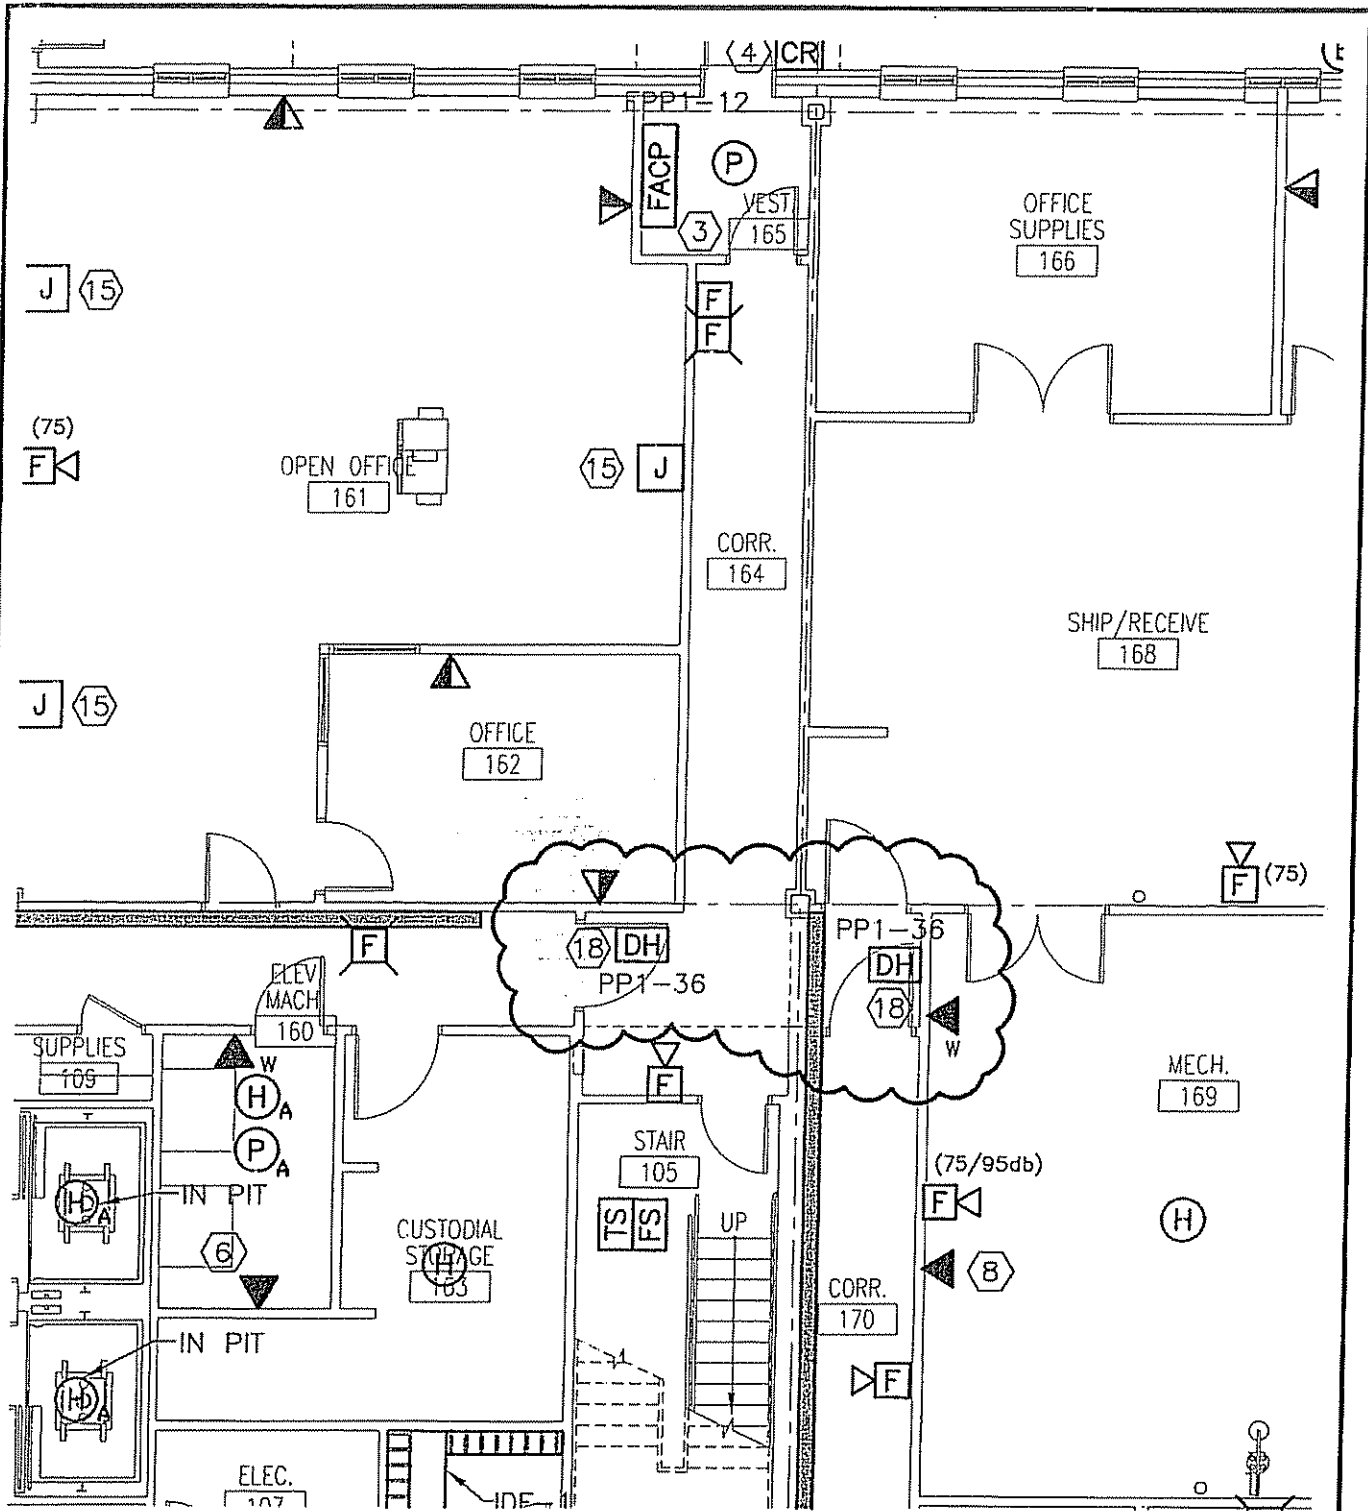 4
CR
PP1-12
FACP
P
3
VEST
165
OFFICE
SUPPLIES
166
J
15
F
F
(75)
F
OPEN OFFICE
161
15
J
CORR.
164
SHIP/RECEIVE
168
J
15
OFFICE
162
F
(75)
F
18
DH
PP1-36
PP1-36
DH
18
W
ELEV
MACH
160
SUPPLIES
109
W
H
A
P
A
F
MECH.
169
STAIR
105
(75/95db)
F
H
IN PIT
H
A
TS
FS
UP
CUSTODIAL
STORAGE
H
163
6
8
CORR.
170
IN PIT
H
A
F
ELEC.
107
IDF